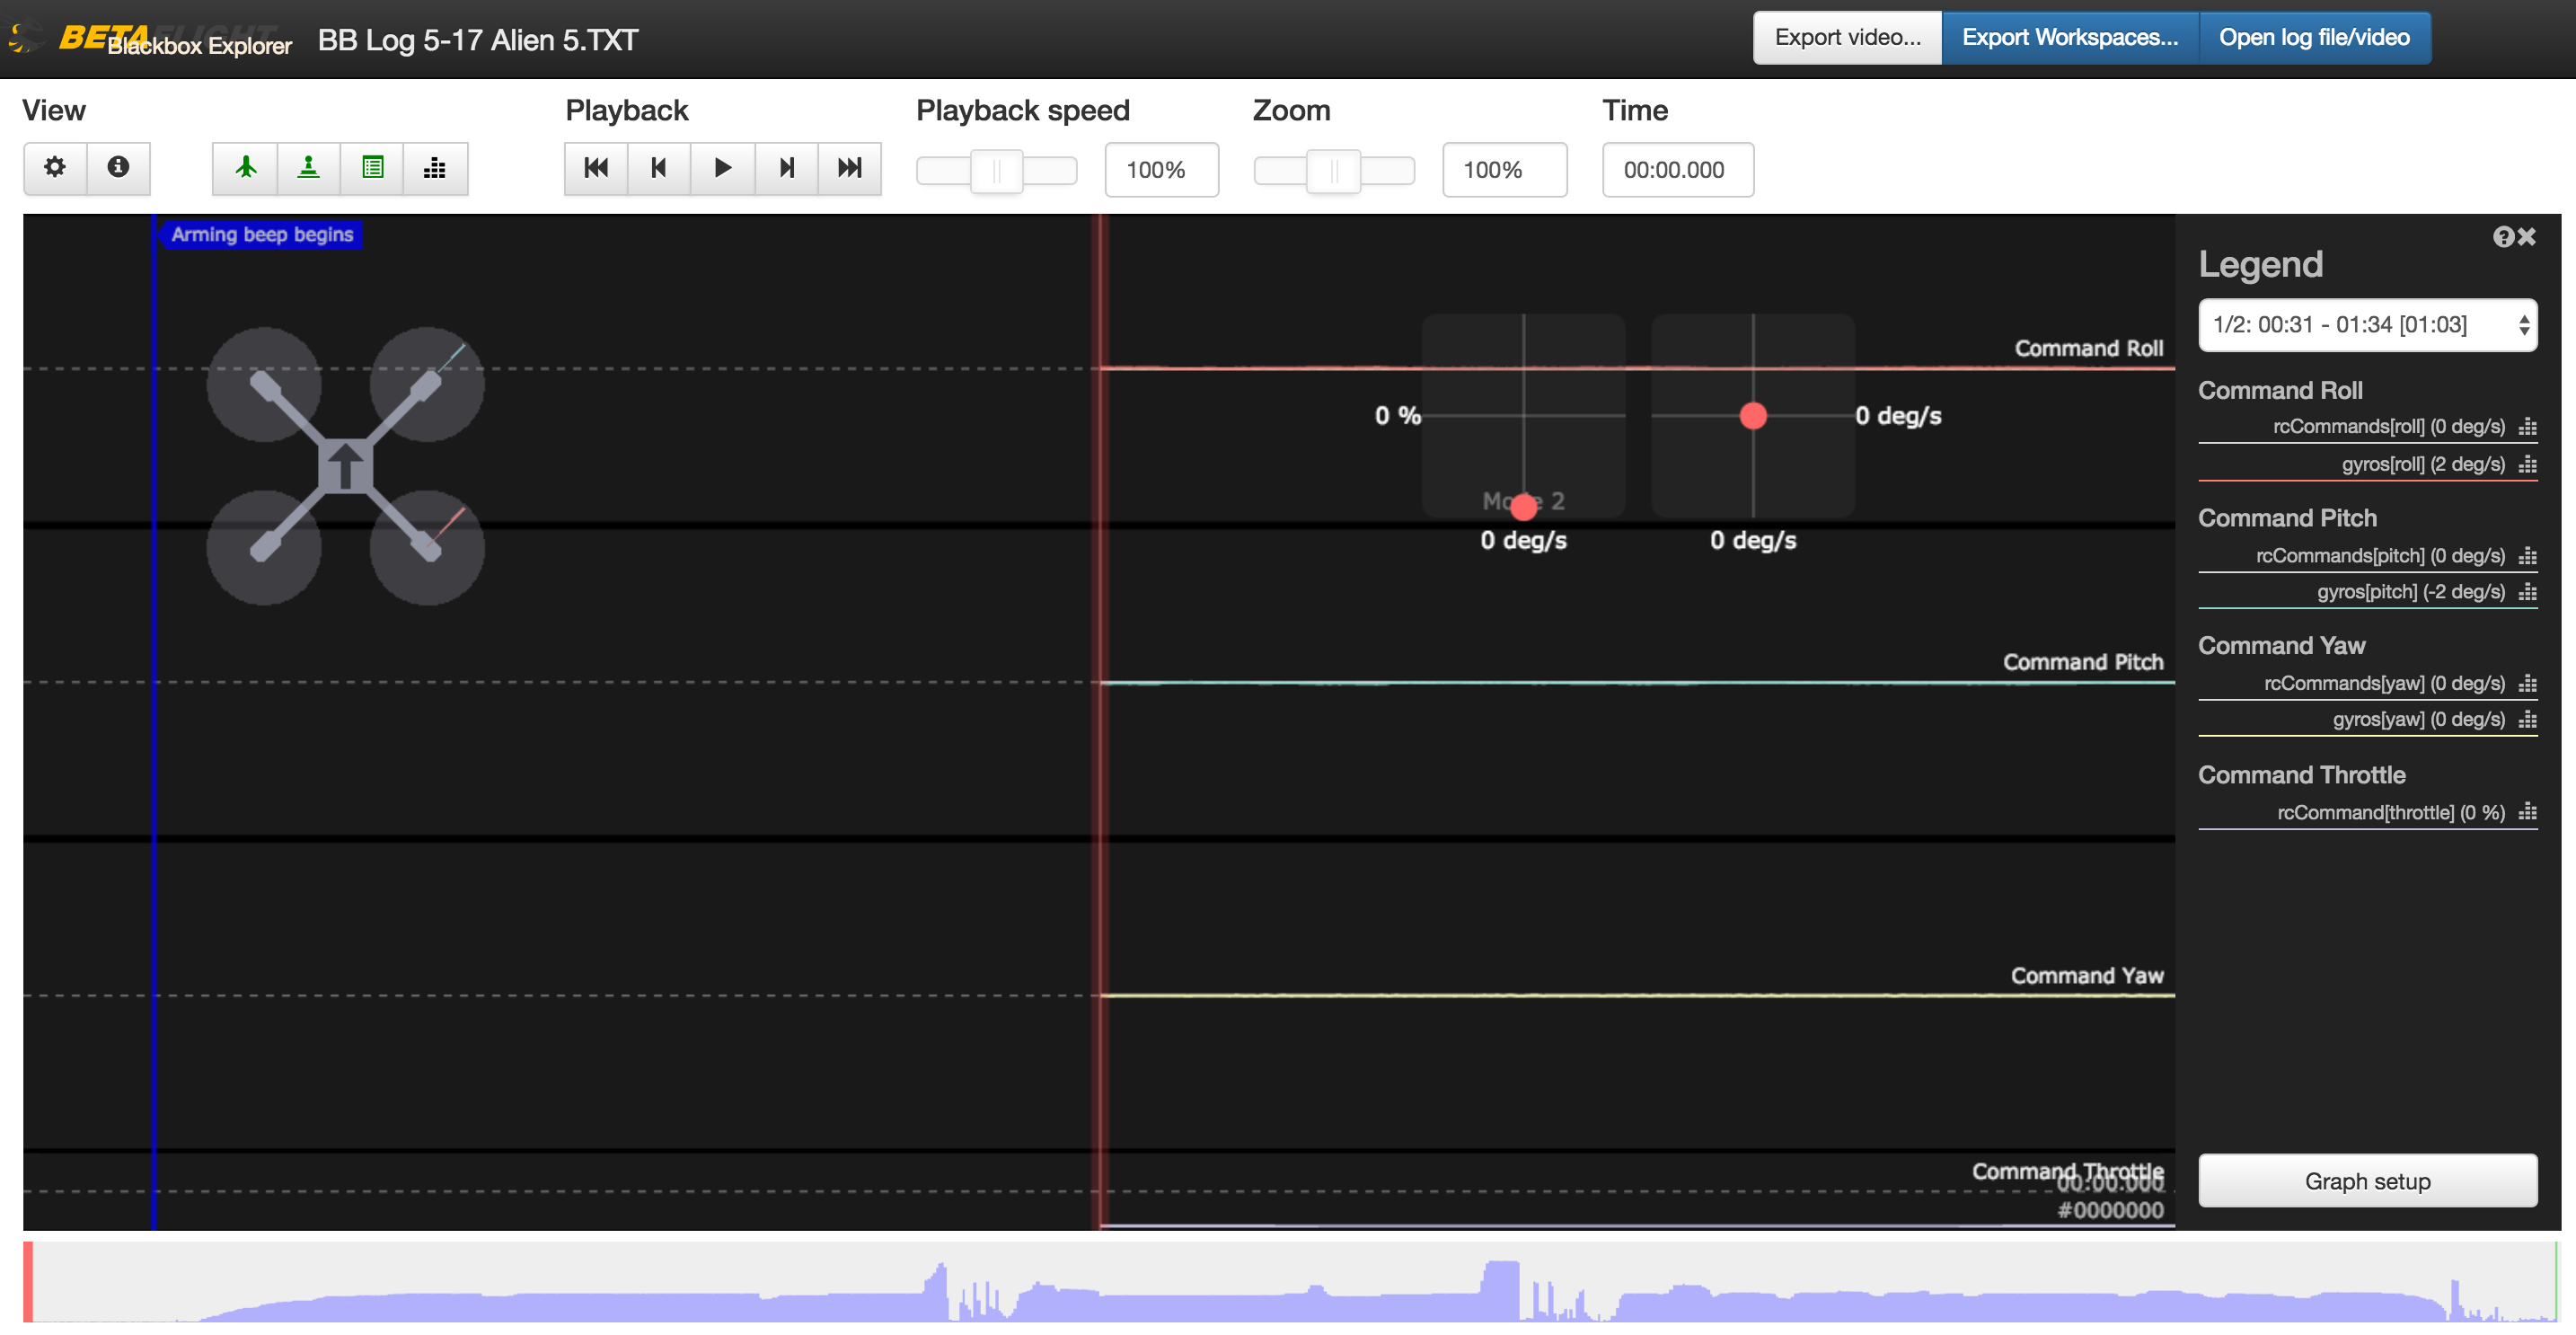 BETAFLIGHT
Blackbox Explorer
BB Log 5-17 Alien 5.TXT
Export video...
Export Workspaces...
Open log file/video
View
Playback
Playback speed
Zoom
Time
100%
100%
00:00.000
Arming beep begins
Command Roll
0 %
0 deg/s
Mode 2
0 deg/s
0 deg/s
Command Pitch
Command Yaw
Command Throttle
00:00.000
#0000000
Legend
1/2: 00:31 - 01:34 [01:03]
Command Roll
rcCommands[roll] (0 deg/s)
gyros[roll] (2 deg/s)
Command Pitch
rcCommands[pitch] (0 deg/s)
gyros[pitch] (-2 deg/s)
Command Yaw
rcCommands[yaw] (0 deg/s)
gyros[yaw] (0 deg/s)
Command Throttle
rcCommand[throttle] (0 %)
Graph setup